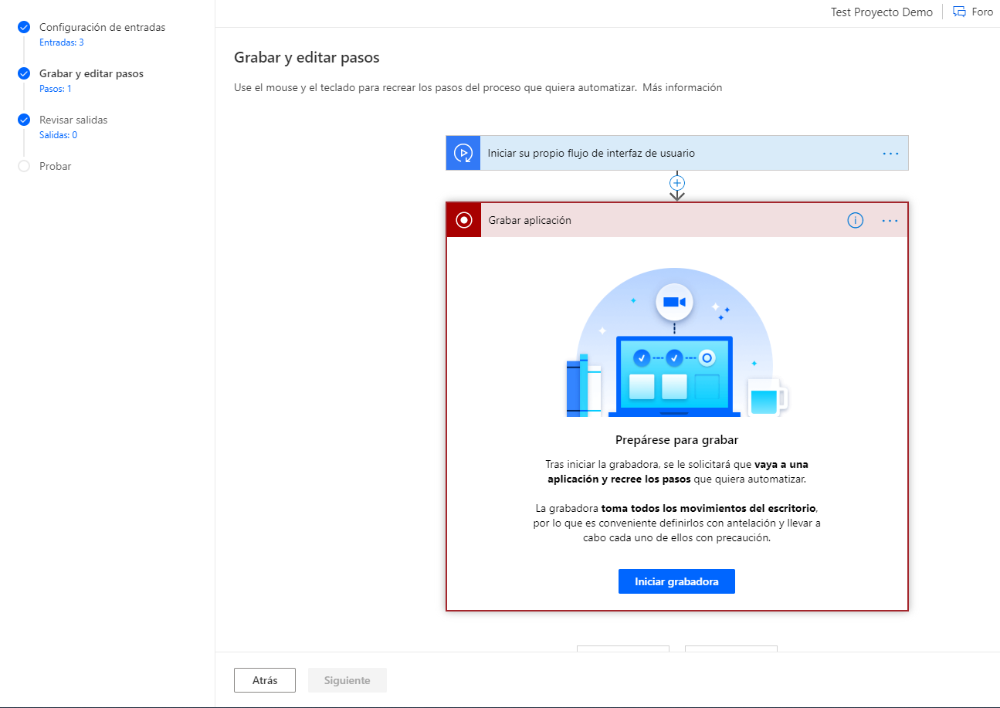 Test Proyecto Demo
Foro
Configuración de entradas
Entradas: 3
Grabar y editar pasos
Pasos: 1
Revisar salidas
Salidas: 0
Probar
Grabar y editar pasos
Use el mouse y el teclado para recrear los pasos del proceso que quiera automatizar. Más información
Iniciar su propio flujo de interfaz de usuario
Grabar aplicación
Prepárese para grabar
Tras iniciar la grabadora, se le solicitará que vaya a una
aplicación y recree los pasos que quiera automatizar.
La grabadora toma todos los movimientos del escritorio,
por lo que es conveniente definirlos con antelación y llevar a
cabo cada uno de ellos con precaución.
Iniciar grabadora
Atrás
Siguiente